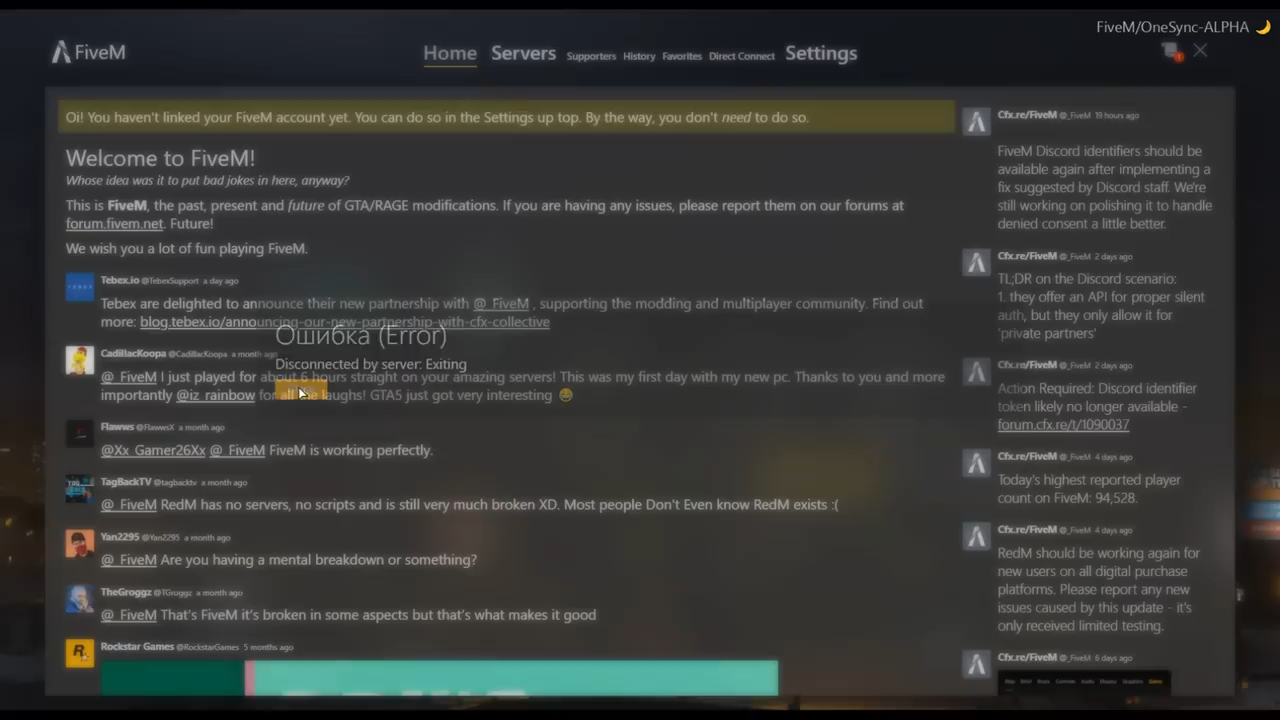 FiveM/OneSync-ALPHA 🌙
FiveM
Home Servers Supporters History Favorites Direct Connect Settings
1
Oi! You haven't linked your FiveM account yet. You can do so in the Settings up top. By the way, you don't need to do so.
Welcome to FiveM!
Whose idea was it to put bad jokes in here, anyway?
This is FiveM, the past, present and future of GTA/RAGE modifications. If you are having any issues, please report them on our forums at
forum.fivem.net. Future!
We wish you a lot of fun playing FiveM.
Tebex.io @TebexSupport a day ago
Tebex are delighted to announce their new partnership with @_FiveM , supporting the modding and multiplayer community. Find out
more: blog.tebex.io/announcing-our-new-partnership-with-cfx-collective
Ошибка (Error)
Disconnected by server: Exiting
CadillacKoopa @CadillacKoopa a month ago
@_FiveM I just played for about 6 hours straight on your amazing servers! This was my first day with my new pc. Thanks to you and more
importantly @iz_rainbow for all the laughs! GTA5 just got very interesting 😂
Flawws @FlawwsX a month ago
@Xx_Gamer26Xx @_FiveM FiveM is working perfectly.
TagBackTV @tagbacktv a month ago
@_FiveM RedM has no servers, no scripts and is still very much broken XD. Most people Don't Even know RedM exists :(
Yan2295 @Yan2295 a month ago
@_FiveM Are you having a mental breakdown or something?
TheGroggz @TGruggz a month ago
@_FiveM That's FiveM it's broken in some aspects but that's what makes it good
Rockstar Games @RockstarGames 5 months ago
Cfx.re/FiveM @_FiveM 19 hours ago
FiveM Discord identifiers should be
available again after implementing a
fix suggested by Discord staff. We're
still working on polishing it to handle
denied consent a little better.
Cfx.re/FiveM @_FiveM 2 days ago
TL;DR on the Discord scenario:
1. they offer an API for proper silent
auth, but they only allow it for
'private partners'
Cfx.re/FiveM @_FiveM 2 days ago
Action Required: Discord identifier
token likely no longer available -
forum.cfx.re/t/1090037
Cfx.re/FiveM @_FiveM 4 days ago
Today's highest reported player
count on FiveM: 94,528.
Cfx.re/FiveM @_FiveM 4 days ago
RedM should be working again for
new users on all digital purchase
platforms. Please report any new
issues caused by this update - it's
only received limited testing.
Cfx.re/FiveM @_FiveM 6 days ago